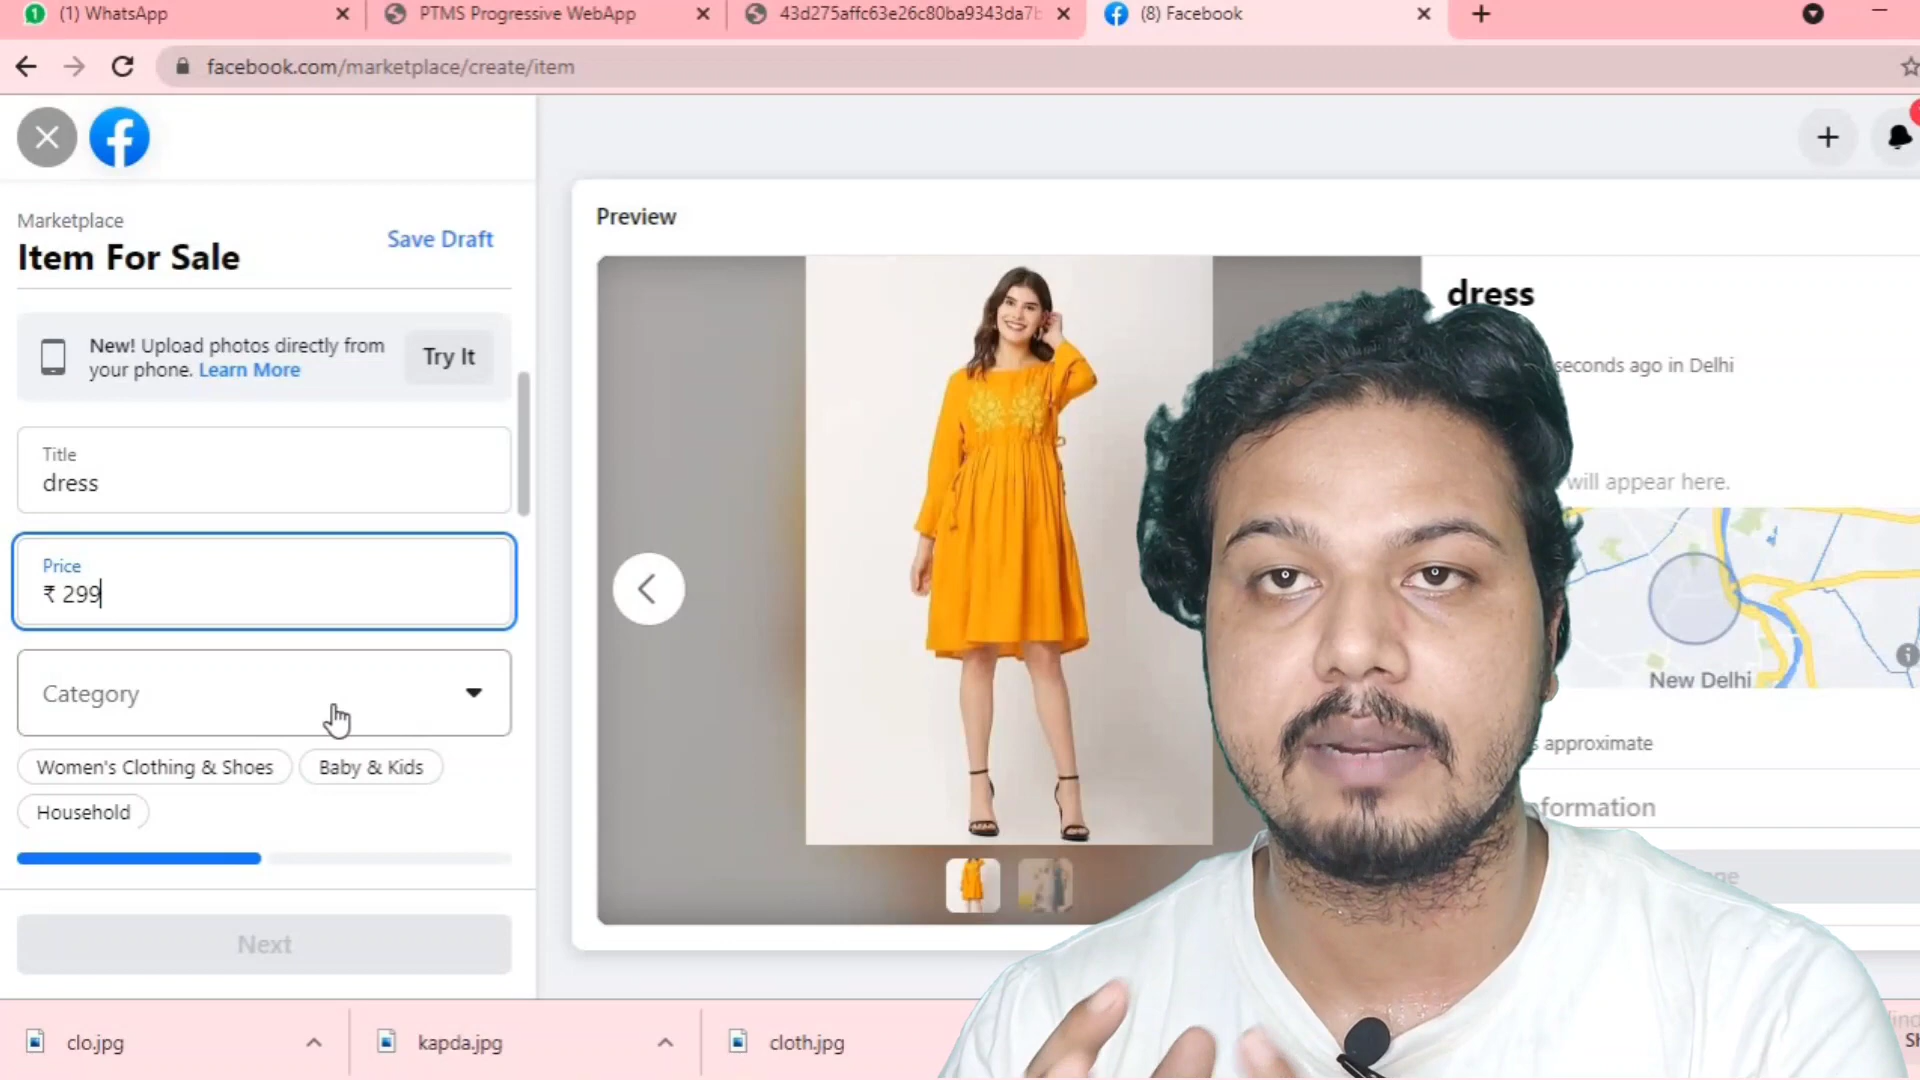 (1) WhatsApp
PTMS Progressive WebApp
43d275affc63e26c80ba9343da7b
(8) Facebook
facebook.com/marketplace/create/item
Marketplace
Item For Sale
Save Draft
New! Upload photos directly from
your phone. Learn More
Try It
Title
dress
Price
₹ 299
Category
Women's Clothing & Shoes
Baby & Kids
Household
Next
Preview
dress
seconds ago in Delhi
will appear here.
New Delhi
approximate
nformation
clo.jpg
kapda.jpg
cloth.jpg